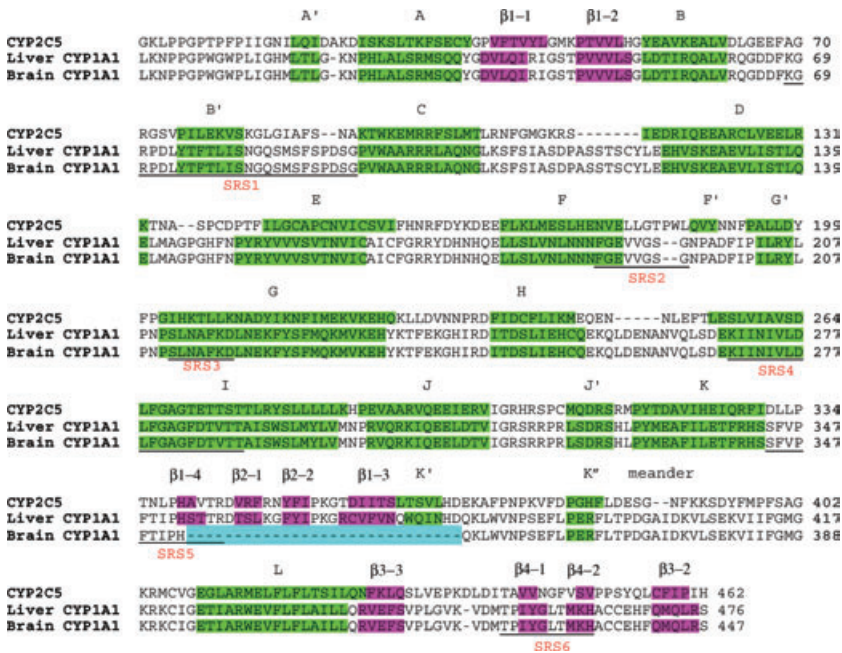 A' A β1-1 β1-2 B
CYP2C5 GKLPPGPTPFPIIGNILQIDAKDISKSLTKFSECYGPVFTVYLGMKPTVVLHGYEAVKEALVDLGEEFAG 70
Liver CYP1A1 LKNPPGPWGWPLIGHMLTLG-KNPHLALSRMSQQYGDVLQIRIGSTPVVVLSGLDTIRQALVRQGDDFKG 69
Brain CYP1A1 LKNPPGPWGWPLIGHMLTLG-KNPHLALSRMSQQYGDVLQIRIGSTPVVVLSGLDTIRQALVRQGDDFKG 69
B' C D
CYP2C5 RGSVPILEKVSKGLGIAFS--NAKTWKEMRRFSLMTLRNFGMGKRS-------IEDRIQEEARCLVEELR 131
Liver CYP1A1 RPDLYTFTLISNGQSMSFSPDSGPVWAARRRLAQNGLKSFSIASDPASSTSCYLEEHVSKEAEVLISTLQ 139
Brain CYP1A1 RPDLYTFTLISNGQSMSFSPDSGPVWAARRRLAQNGLKSFSIASDPASSTSCYLEEHVSKEAEVLISTLQ 139
SRS1
E F F' G'
CYP2C5 KTNA--SPCDPTFILGCAPCNVICSVIFHNRFDYKDEEFLKLMESLHENVELLGTPWLQVYNNFPALLDY 199
Liver CYP1A1 ELMAGPGHFNPYRYVVVSVTNVICAICFGRRYDHNHQELLSLVNLNNNFGEVVGS--GNPADFIPILRYL 207
Brain CYP1A1 ELMAGPGHFNPYRYVVVSVTNVICAICFGRRYDHNHQELLSLVNLNNNFGEVVGS--GNPADFIPILRYL 207
SRS2
G H
CYP2C5 FPGIHKTLLKNADYIKNFIMEKVKEHQKLLDVNNPRDFIDCFLIKMEQEN-----NLEFTLESLVIAVSD 264
Liver CYP1A1 PNPSLNAFKDLNEKFYSFMQKMVKEHYKTFEKGHIRDITDSLIEHCQEKQLDENANVQLSDEKIINIVLD 277
Brain CYP1A1 PNPSLNAFKDLNEKFYSFMQKMVKEHYKTFEKGHIRDITDSLIEHCQEKQLDENANVQLSDEKIINIVLD 277
SRS3 SRS4
I J J' K
CYP2C5 LFGAGTETTSTTLRYSLLLLLKHPEVAARVQEEIERVIGRHRSPCMQDRSRMPYTDAVIHEIQRFIDLLP 334
Liver CYP1A1 LFGAGFDTVTTAISWSLMYLVMNPRVQRKIQEELDTVIGRSRRPRLSDRSHLPYMEAFILETFRHSSFVP 347
Brain CYP1A1 LFGAGFDTVTTAISWSLMYLVMNPRVQRKIQEELDTVIGRSRRPRLSDRSHLPYMEAFILETFRHSSFVP 347
β1-4 β2-1 β2-2 β1-3 K' K" meander
CYP2C5 TNLPHAVTRDVRFRNYFIPKGTDIITSLTSVLHDEKAFPNPKVFDPGHFLDESG--NFKKSDYFMPFSAG 402
Liver CYP1A1 FTIPHSTTRDTSLKGFYIPKGRCVFVNQWQINHDQKLWVNPSEFLPERFLTPDGAIDKVLSEKVIIFGMG 417
Brain CYP1A1 FTIPH-----------------------------QKLWVNPSEFLPERFLTPDGAIDKVLSEKVIIFGMG 388
SRS5
L β3-3 β4-1 β4-2 β3-2
CYP2C5 KRMCVGEGLARMELFLFLTSILQNFKLQSLVEPKDLDITAVVNGFVSVPPSYQLCFIPIH 462
Liver CYP1A1 KRKCIGETIARWEVFLFLAILLQRVEFSVPLGVK-VDMTPIYGLTMKHACCEHFQMQLRS 476
Brain CYP1A1 KRKCIGETIARWEVFLFLAILLQRVEFSVPLGVK-VDMTPIYGLTMKHACCEHFQMQLRS 447
SRS6